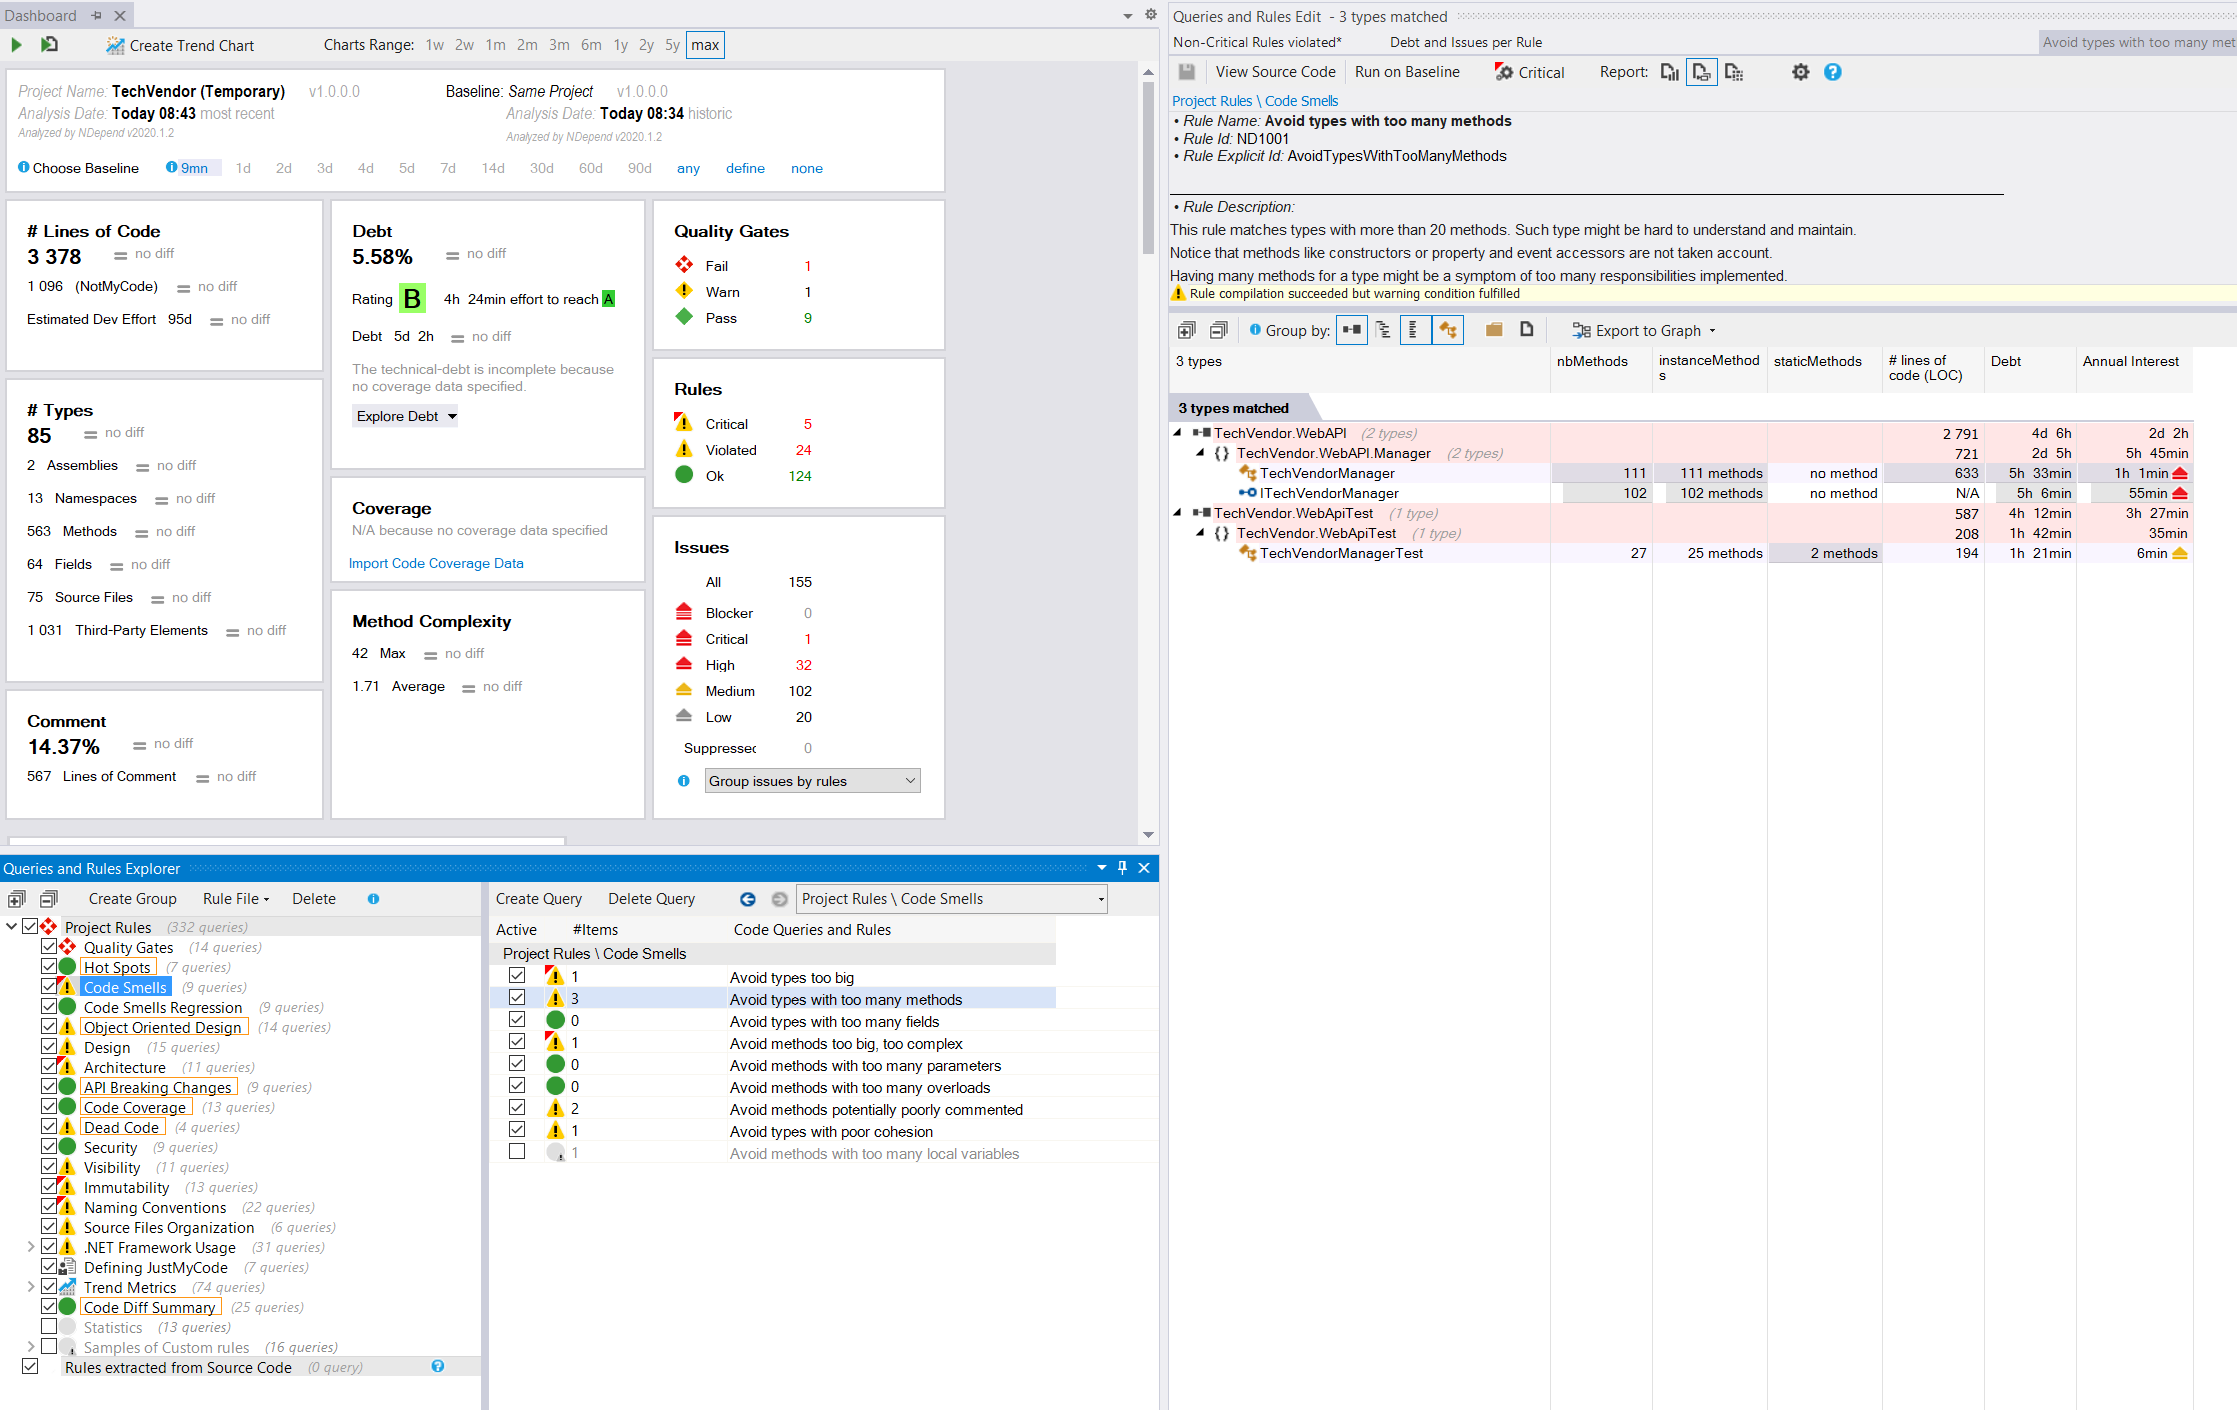 Dashboard
Create Trend Chart Charts Range: 1w 2w 1m 2m 3m 6m 1y 2y 5y max
Project Name: TechVendor (Temporary) v1.0.0.0 Baseline: Same Project v1.0.0.0
Analysis Date: Today 08:43 most recent Analysis Date: Today 08:34 historic
Analyzed by NDepend v2020.1.2 Analyzed by NDepend v2020.1.2
Choose Baseline 9mn 1d 2d 3d 4d 5d 7d 14d 30d 60d 90d any define none
# Lines of Code
3 378 no diff
1 096 (NotMyCode) no diff
Estimated Dev Effort 95d no diff
# Types
85 no diff
2 Assemblies no diff
13 Namespaces no diff
563 Methods no diff
64 Fields no diff
75 Source Files no diff
1 031 Third-Party Elements no diff
Comment
14.37% no diff
567 Lines of Comment no diff
Debt
5.58% no diff
Rating B 4h 24min effort to reach A
Debt 5d 2h no diff
The technical-debt is incomplete because
no coverage data specified.
Explore Debt
Coverage
N/A because no coverage data specified
Import Code Coverage Data
Method Complexity
42 Max no diff
1.71 Average no diff
Quality Gates
Fail 1
Warn 1
Pass 9
Rules
Critical 5
Violated 24
Ok 124
Issues
All 155
Blocker 0
Critical 1
High 32
Medium 102
Low 20
Suppressec 0
Group issues by rules
Queries and Rules Explorer
Create Group Rule File Delete
Project Rules (332 queries)
Quality Gates (14 queries)
Hot Spots (7 queries)
Code Smells (9 queries)
Code Smells Regression (9 queries)
Object Oriented Design (14 queries)
Design (15 queries)
Architecture (11 queries)
API Breaking Changes (9 queries)
Code Coverage (13 queries)
Dead Code (4 queries)
Security (9 queries)
Visibility (11 queries)
Immutability (13 queries)
Naming Conventions (22 queries)
Source Files Organization (6 queries)
.NET Framework Usage (31 queries)
Defining JustMyCode (7 queries)
Trend Metrics (74 queries)
Code Diff Summary (25 queries)
Statistics (13 queries)
Samples of Custom rules (16 queries)
Rules extracted from Source Code (0 query)
Create Query Delete Query Project Rules \ Code Smells
Active #Items Code Queries and Rules
Project Rules \ Code Smells
1 Avoid types too big
3 Avoid types with too many methods
0 Avoid types with too many fields
1 Avoid methods too big, too complex
0 Avoid methods with too many parameters
0 Avoid methods with too many overloads
2 Avoid methods potentially poorly commented
1 Avoid types with poor cohesion
1 Avoid methods with too many local variables
Queries and Rules Edit - 3 types matched
Non-Critical Rules violated* Debt and Issues per Rule Avoid types with too many met
View Source Code Run on Baseline Critical Report:
Project Rules \ Code Smells
• Rule Name: Avoid types with too many methods
• Rule Id: ND1001
• Rule Explicit Id: AvoidTypesWithTooManyMethods
• Rule Description:
This rule matches types with more than 20 methods. Such type might be hard to understand and maintain.
Notice that methods like constructors or property and event accessors are not taken account.
Having many methods for a type might be a symptom of too many responsibilities implemented.
Rule compilation succeeded but warning condition fulfilled
Group by: Export to Graph
3 types nbMethods instanceMethod staticMethods # lines of Debt Annual Interest
s code (LOC)
3 types matched
TechVendor.WebAPI (2 types) 2 791 4d 6h 2d 2h
TechVendor.WebAPI.Manager (2 types) 721 2d 5h 5h 45min
TechVendorManager 111 111 methods no method 633 5h 33min 1h 1min
ITechVendorManager 102 102 methods no method N/A 5h 6min 55min
TechVendor.WebApiTest (1 type) 587 4h 12min 3h 27min
TechVendor.WebApiTest (1 type) 208 1h 42min 35min
TechVendorManagerTest 27 25 methods 2 methods 194 1h 21min 6min